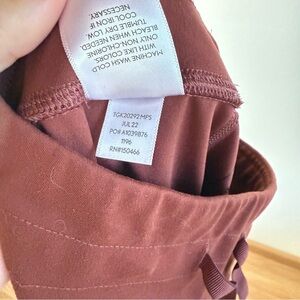 MACHINE WASH COLD
WITH LIKE COLORS.
ONLY NON-CHLORINE
BLEACH WHEN NEEDED.
TUMBLE DRY LOW.
COOL IRON IF
NECESSARY.
TGK20292MPS
JUL 22
PO# A1039876
1196
RN#150466